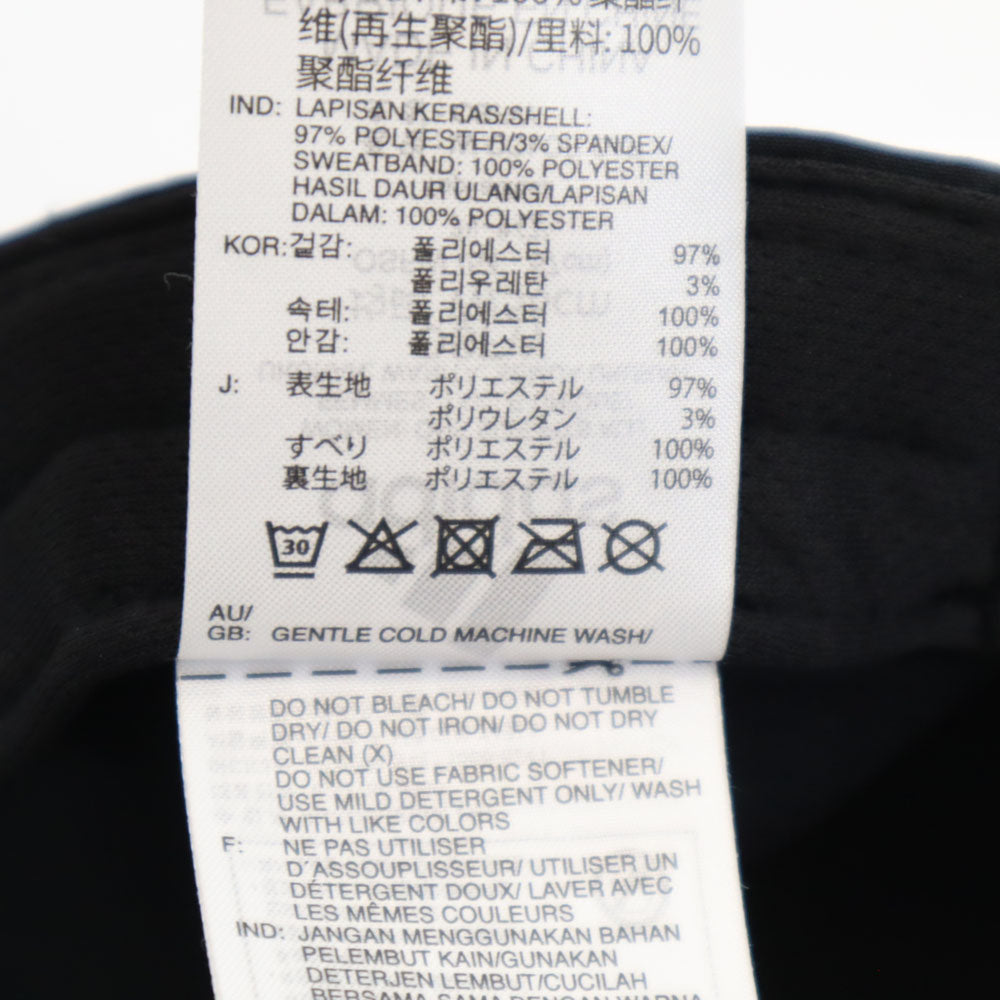 维(再生聚酯)/里料: 100%
聚酯纤维
IND: LAPISAN KERAS/SHELL:
97% POLYESTER/3% SPANDEX/
SWEATBAND: 100% POLYESTER
HASIL DAUR ULANG/LAPISAN
DALAM: 100% POLYESTER
KOR: 겉감: 폴리에스터 97%
폴리우레탄 3%
속테: 폴리에스터 100%
안감: 폴리에스터 100%
J: 表生地 ポリエステル 97%
ポリウレタン 3%
すべり ポリエステル 100%
裏生地 ポリエステル 100%
30
AU/
GB: GENTLE COLD MACHINE WASH/
DO NOT BLEACH/ DO NOT TUMBLE
DRY/ DO NOT IRON/ DO NOT DRY
CLEAN (X)
DO NOT USE FABRIC SOFTENER/
USE MILD DETERGENT ONLY/ WASH
WITH LIKE COLORS
F: NE PAS UTILISER
D´ASSOUPLISSEUR/ UTILISER UN
DÉTERGENT DOUX/ LAVER AVEC
LES MÊMES COULEURS
IND: JANGAN MENGGUNAKAN BAHAN
PELEMBUT KAIN/GUNAKAN
DETERJEN LEMBUT/CUCILAH
BERSAMA SAMA DENGAN WARNA